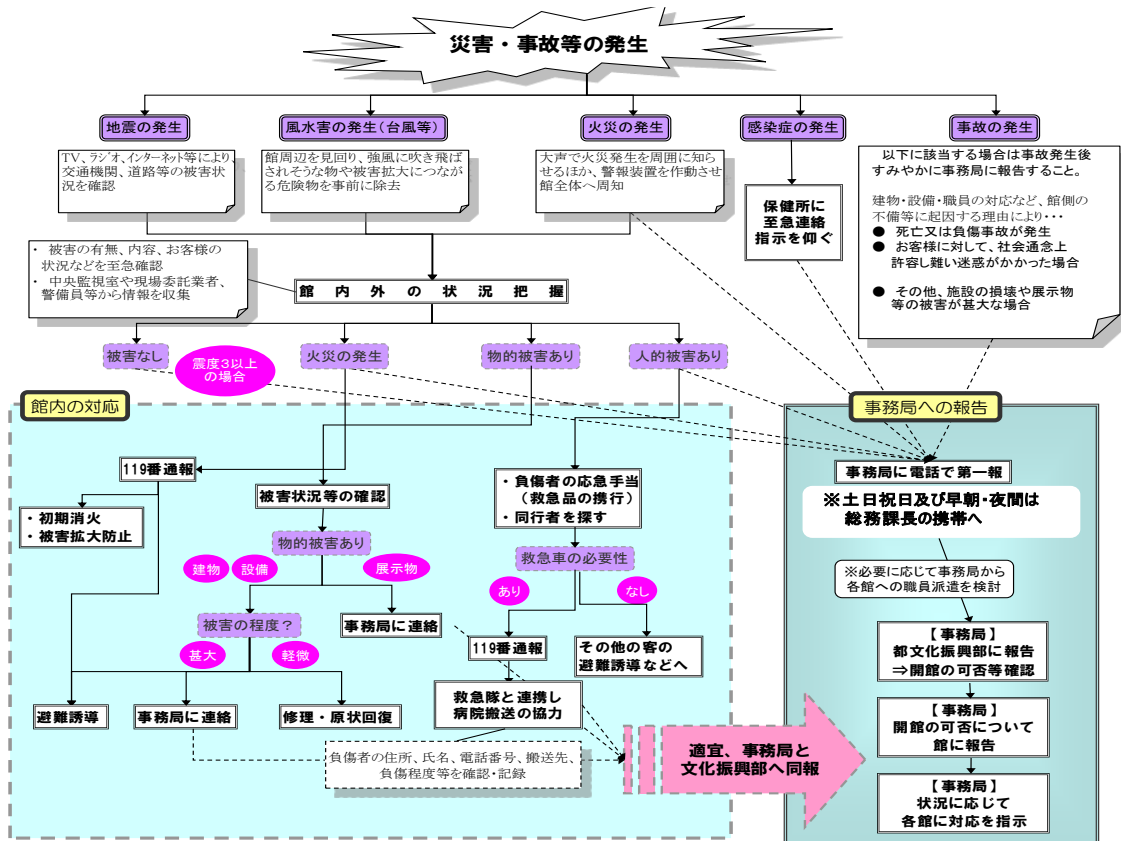 災害・事故等の発生
地震の発生
風水害の発生(台風等)
火災の発生
感染症の発生
事故の発生
TV、ラジオ、インターネット等により、
交通機関、道路等の被害状
況を確認
館周辺を見回り、強風に吹き飛ば
されそうな物や被害拡大につなが
る危険物を事前に除去
大声で火災発生を周囲に知ら
せるほか、警報装置を作動させ
館全体へ周知
保健所に
至急連絡
指示を仰ぐ
以下に該当する場合は事故発生後
すみやかに事務局に報告すること。
建物・設備・職員の対応など、館側の
不備等に起因する理由により・・・
● 死亡又は負傷事故が発生
● お客様に対して、社会通念上
許容し難い迷惑がかかった場合
● その他、施設の損壊や展示物
等の被害が甚大な場合
・ 被害の有無、内容、お客様の
状況などを至急確認
・ 中央監視室や現場委託業者、
警備員等から情報を収集
館内外の状況把握
被害なし
火災の発生
物的被害あり
人的被害あり
震度3以上
の場合
館内の対応
事務局への報告
119番通報
・初期消火
・被害拡大防止
被害状況等の確認
物的被害あり
建物
設備
展示物
被害の程度?
事務局に連絡
甚大
軽微
避難誘導
事務局に連絡
修理・原状回復
・負傷者の応急手当
(救急品の携行)
・同行者を探す
救急車の必要性
あり
なし
119番通報
その他の客の
避難誘導などへ
救急隊と連携し
病院搬送の協力
負傷者の住所、氏名、電話番号、搬送先、
負傷程度等を確認・記録
適宜、事務局と
文化振興部へ同報
事務局に電話で第一報
※土日祝日及び早朝・夜間は
総務課長の携帯へ
※必要に応じて事務局から
各館への職員派遣を検討
【事務局】
都文化振興部に報告
⇒開館の可否等確認
【事務局】
開館の可否について
館に報告
【事務局】
状況に応じて
各館に対応を指示